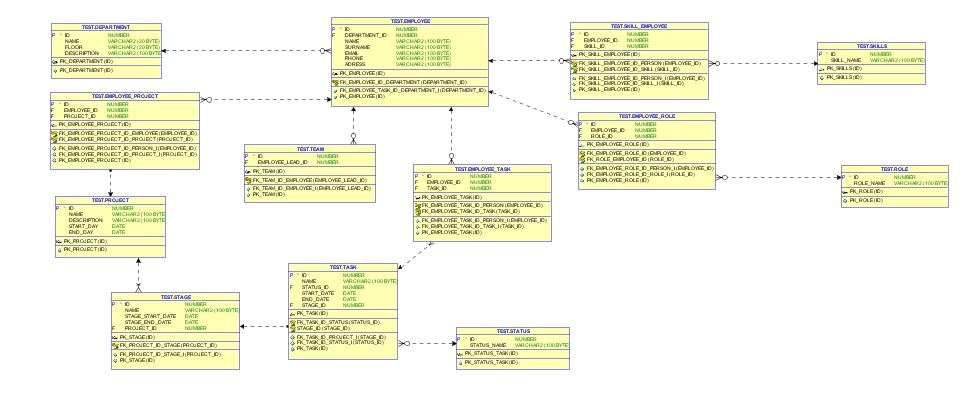 TEST.DEPARTMENT
P * ID NUMBER
NAME VARCHAR2 (20 BYTE)
FLOOR VARCHAR2 (20 BYTE)
DESCRIPTION VARCHAR2 (100 BYTE)
PK_DEPARTMENT (ID)
PK_DEPARTMENT (ID)
TEST.EMPLOYEE
P * ID NUMBER
F DEPARTMENT_ID NUMBER
NAME VARCHAR2 (100 BYTE)
SURNAME VARCHAR2 (100 BYTE)
EMAIL VARCHAR2 (100 BYTE)
PHONE VARCHAR2 (100 BYTE)
ADRESS VARCHAR2 (100 BYTE)
PK_EMPLOYEE (ID)
FK_EMPLOYEE_ID_DEPARTMENT (DEPARTMENT_ID)
FK_EMPLOYEE_TASK_ID_DEPARTMENT_I (DEPARTMENT_ID)
PK_EMPLOYEE (ID)
TEST.SKILL_EMPLOYEE
P * ID NUMBER
F EMPLOYEE_ID NUMBER
F SKILL_ID NUMBER
PK_SKILL_EMPLOYEE (ID)
FK_SKILL_EMPLOYEE_ID_PERSON (EMPLOYEE_ID)
FK_SKILL_EMPLOYEE_ID_SKILL (SKILL_ID)
FK_SKILL_EMPLOYEE_ID_PERSON_I (EMPLOYEE_ID)
FK_SKILL_EMPLOYEE_ID_SKILL_I (SKILL_ID)
PK_SKILL_EMPLOYEE (ID)
TEST.SKILLS
P * ID NUMBER
SKILL_NAME VARCHAR2 (100 BYTE)
PK_SKILLS (ID)
PK_SKILLS (ID)
TEST.EMPLOYEE_PROJECT
P * ID NUMBER
F EMPLOYEE_ID NUMBER
F PROJECT_ID NUMBER
PK_EMPLOYEE_PROJECT (ID)
FK_EMPLOYEE_PROJECT_ID_EMPLOYEE (EMPLOYEE_ID)
FK_EMPLOYEE_PROJECT_ID_PROJECT (PROJECT_ID)
FK_EMPLOYEE_PROJECT_ID_PERSON_I (EMPLOYEE_ID)
FK_EMPLOYEE_PROJECT_ID_PROJECT_I (PROJECT_ID)
PK_EMPLOYEE_PROJECT (ID)
TEST.EMPLOYEE_ROLE
P * ID NUMBER
F EMPLOYEE_ID NUMBER
F ROLE_ID NUMBER
PK_EMPLOYEE_ROLE (ID)
FK_EMPLOYEE_ROLE_ID (EMPLOYEE_ID)
FK_ROLE_EMPLOYEE_ID (ROLE_ID)
FK_EMPLOYEE_ROLE_ID_PERSON_I (EMPLOYEE_ID)
FK_EMPLOYEE_ROLE_ID_ROLE_I (ROLE_ID)
PK_EMPLOYEE_ROLE (ID)
TEST.TEAM
P * ID NUMBER
F EMPLOYEE_LEAD_ID NUMBER
PK_TEAM (ID)
FK_TEAM_ID_EMPLOYEE (EMPLOYEE_LEAD_ID)
FK_TEAM_ID_EMPLOYEE_I (EMPLOYEE_LEAD_ID)
PK_TEAM (ID)
TEST.EMPLOYEE_TASK
P * ID NUMBER
F EMPLOYEE_ID NUMBER
F TASK_ID NUMBER
PK_EMPLOYEE_TASK (ID)
FK_EMPLOYEE_TASK_ID_PERSON (EMPLOYEE_ID)
FK_EMPLOYEE_TASK_ID_TASK (TASK_ID)
FK_EMPLOYEE_TASK_ID_PERSON_I (EMPLOYEE_ID)
FK_EMPLOYEE_TASK_ID_TASK_I (TASK_ID)
PK_EMPLOYEE_TASK (ID)
TEST.ROLE
P * ID NUMBER
ROLE_NAME VARCHAR2 (100 BYTE)
PK_ROLE (ID)
PK_ROLE (ID)
TEST.PROJECT
P * ID NUMBER
NAME VARCHAR2 (100 BYTE
DESCRIPTION VARCHAR2 (100 BYTE
START_DAY DATE
END_DAY DATE
PK_PROJECT (ID)
PK_PROJECT (ID)
TEST.TASK
P * ID NUMBER
NAME VARCHAR2 (100 BYTE)
F STATUS_ID NUMBER
START_DATE DATE
END_DATE DATE
F STAGE_ID NUMBER
PK_TASK (ID)
FK_TASK_ID_STATUS (STATUS_ID)
STAGE_ID (STAGE_ID)
FK_TASK_ID_PROJECT_I (STAGE_ID)
FK_TASK_ID_STATUS_I (STATUS_ID)
PK_TASK (ID)
TEST.STAGE
P * ID NUMBER
NAME VARCHAR2 (100 BYTE)
STAGE_START_DATE DATE
STAGE_END_DATE DATE
F PROJECT_ID NUMBER
PK_STAGE (ID)
FK_PROJECT_ID_STAGE (PROJECT_ID)
FK_PROJECT_ID_STAGE_I (PROJECT_ID)
PK_STAGE (ID)
TEST.STATUS
P * ID NUMBER
STATUS_NAME VARCHAR2 (100 BYTE)
PK_STATUS_TASK (ID)
PK_STATUS_TASK (ID)